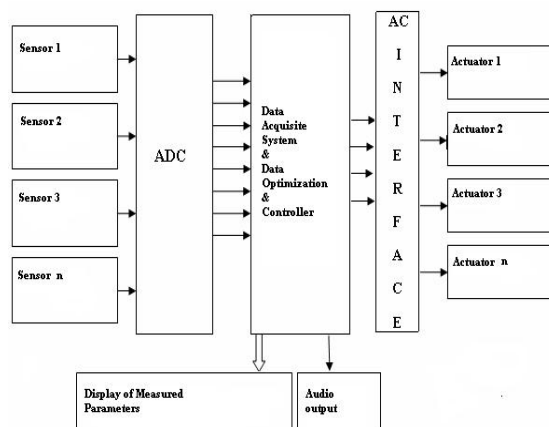 Sensor 1
Sensor 2
Sensor 3
Sensor n
ADC
Data
Acquisite
System
&
Data
Optimization
&
Controller
AC
I
N
T
E
R
F
A
C
E
Actuator 1
Actuator 2
Actuator 3
Actuator n
Display of Measured
Parameters
Audio
output